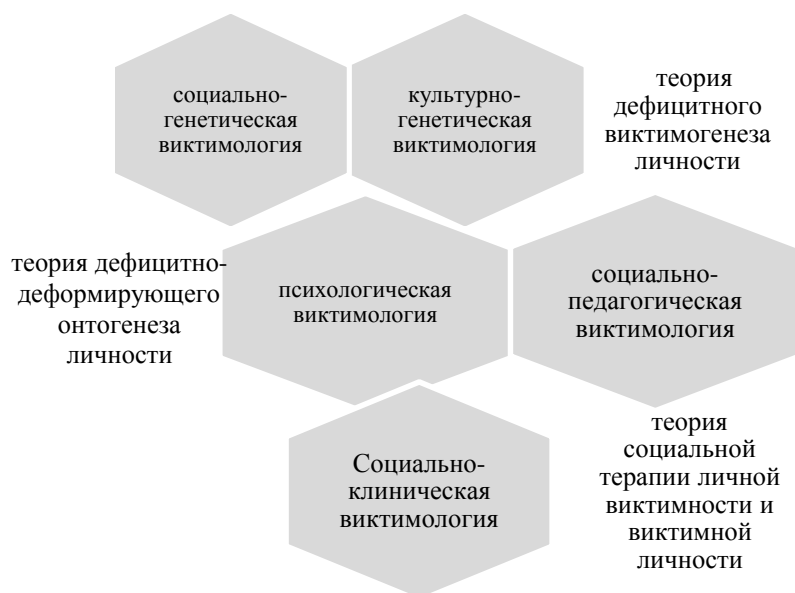 социально-
генетическая
виктимология
культурно-
генетическая
виктимология
теория
дефицитного
виктимогенеза
личности
теория дефицитно-
деформирующего
онтогенеза
личности
психологическая
виктимология
социально-
педагогическая
виктимология
Социально-
клиническая
виктимология
теория
социальной
терапии личной
виктимности и
виктимной
личности